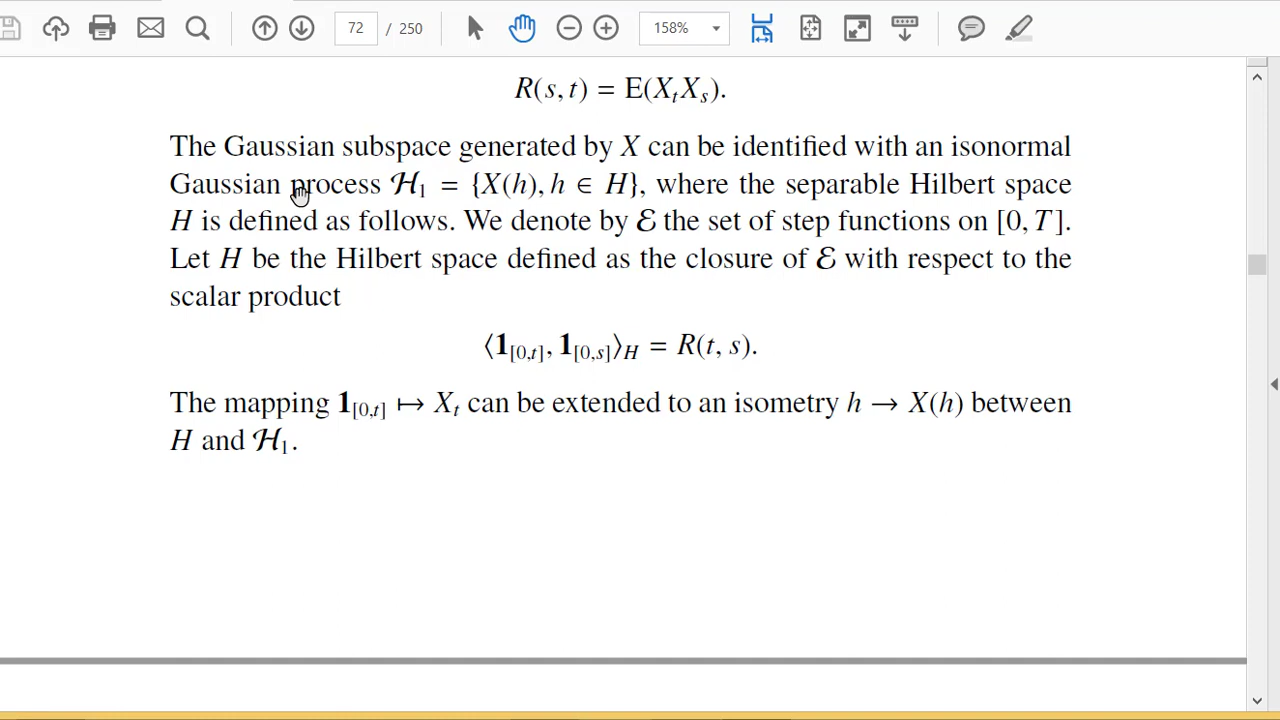 72 / 250 158%
R(s, t) = E(XₜXₛ).
The Gaussian subspace generated by X can be identified with an isonormal
Gaussian process ℋ₁ = {X(h), h ∈ H}, where the separable Hilbert space
H is defined as follows. We denote by ℰ the set of step functions on [0, T].
Let H be the Hilbert space defined as the closure of ℰ with respect to the
scalar product
⟨𝟏_[0,t], 𝟏_[0,s]⟩_H = R(t, s).
The mapping 𝟏_[0,t] ↦ Xₜ can be extended to an isometry h → X(h) between
H and ℋ₁.